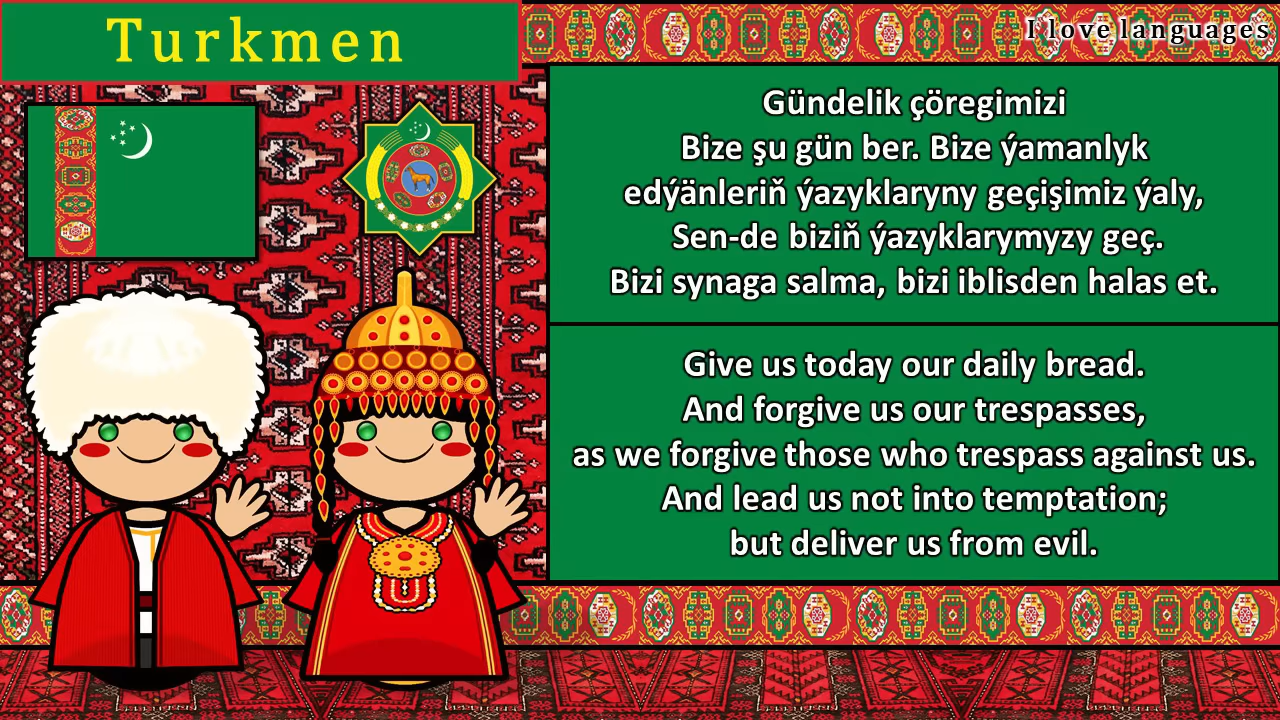 Turkmen
I love languages
Gündelik çöregimizi
Bize şu gün ber. Bize ýamanlyk
edýänleriň ýazyklaryny geçişimiz ýaly,
Sen-de biziň ýazyklarymyzy geç.
Bizi synaga salma, bizi iblisden halas et.
Give us today our daily bread.
And forgive us our trespasses,
as we forgive those who trespass against us.
And lead us not into temptation;
but deliver us from evil.